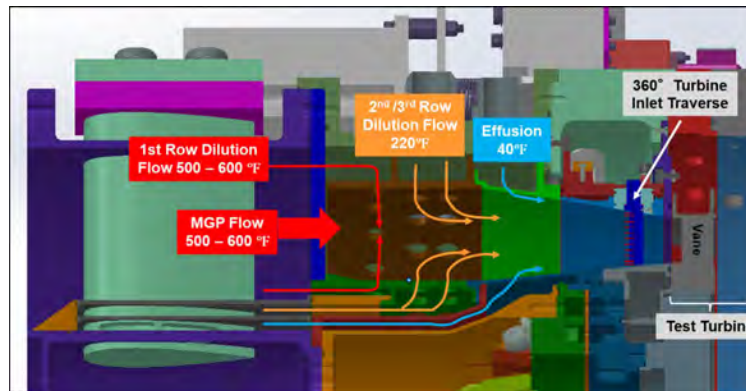 1st Row Dilution
Flow 500 – 600 °F
MGP Flow
500 – 600 °F
2nd /3rd Row
Dilution Flow
220°F
Effusion
40°F
360° Turbine
Inlet Traverse
Vane
Test Turbin